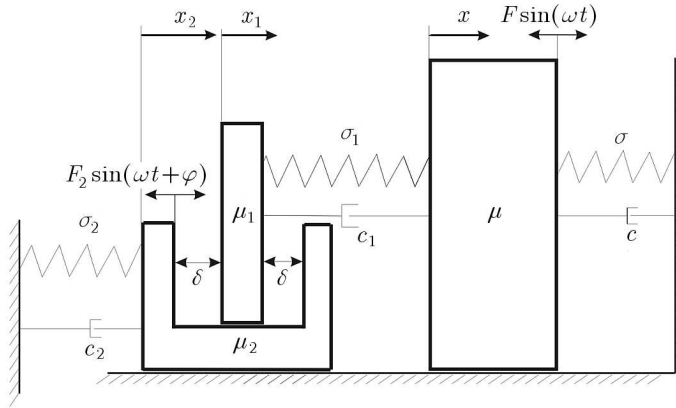 x₂ x₁ x F sin(ωt)
σ₁ σ
F₂ sin(ωt+φ)
μ₁ μ
σ₂ c₁ c
δ δ
μ₂
c₂